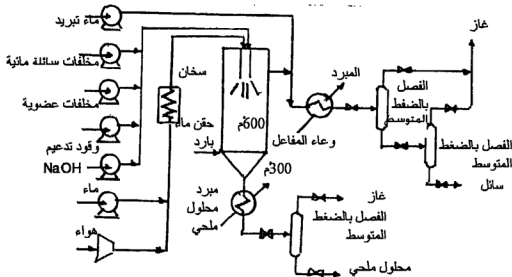 ماء تبريد
مخلفات سائلة مائية
مخلفات عضوية
وقود تدعيم
NaOH
ماء
هواء
سخان
حقن ماء
بارد
600م°
وعاء المفاعل
300م°
مبرد
محلول
ملحي
المبرد
الفصل
بالضغط
المتوسط
غاز
الفصل بالضغط
المتوسط
سائل
غاز
الفصل بالضغط
المتوسط
محلول ملحي